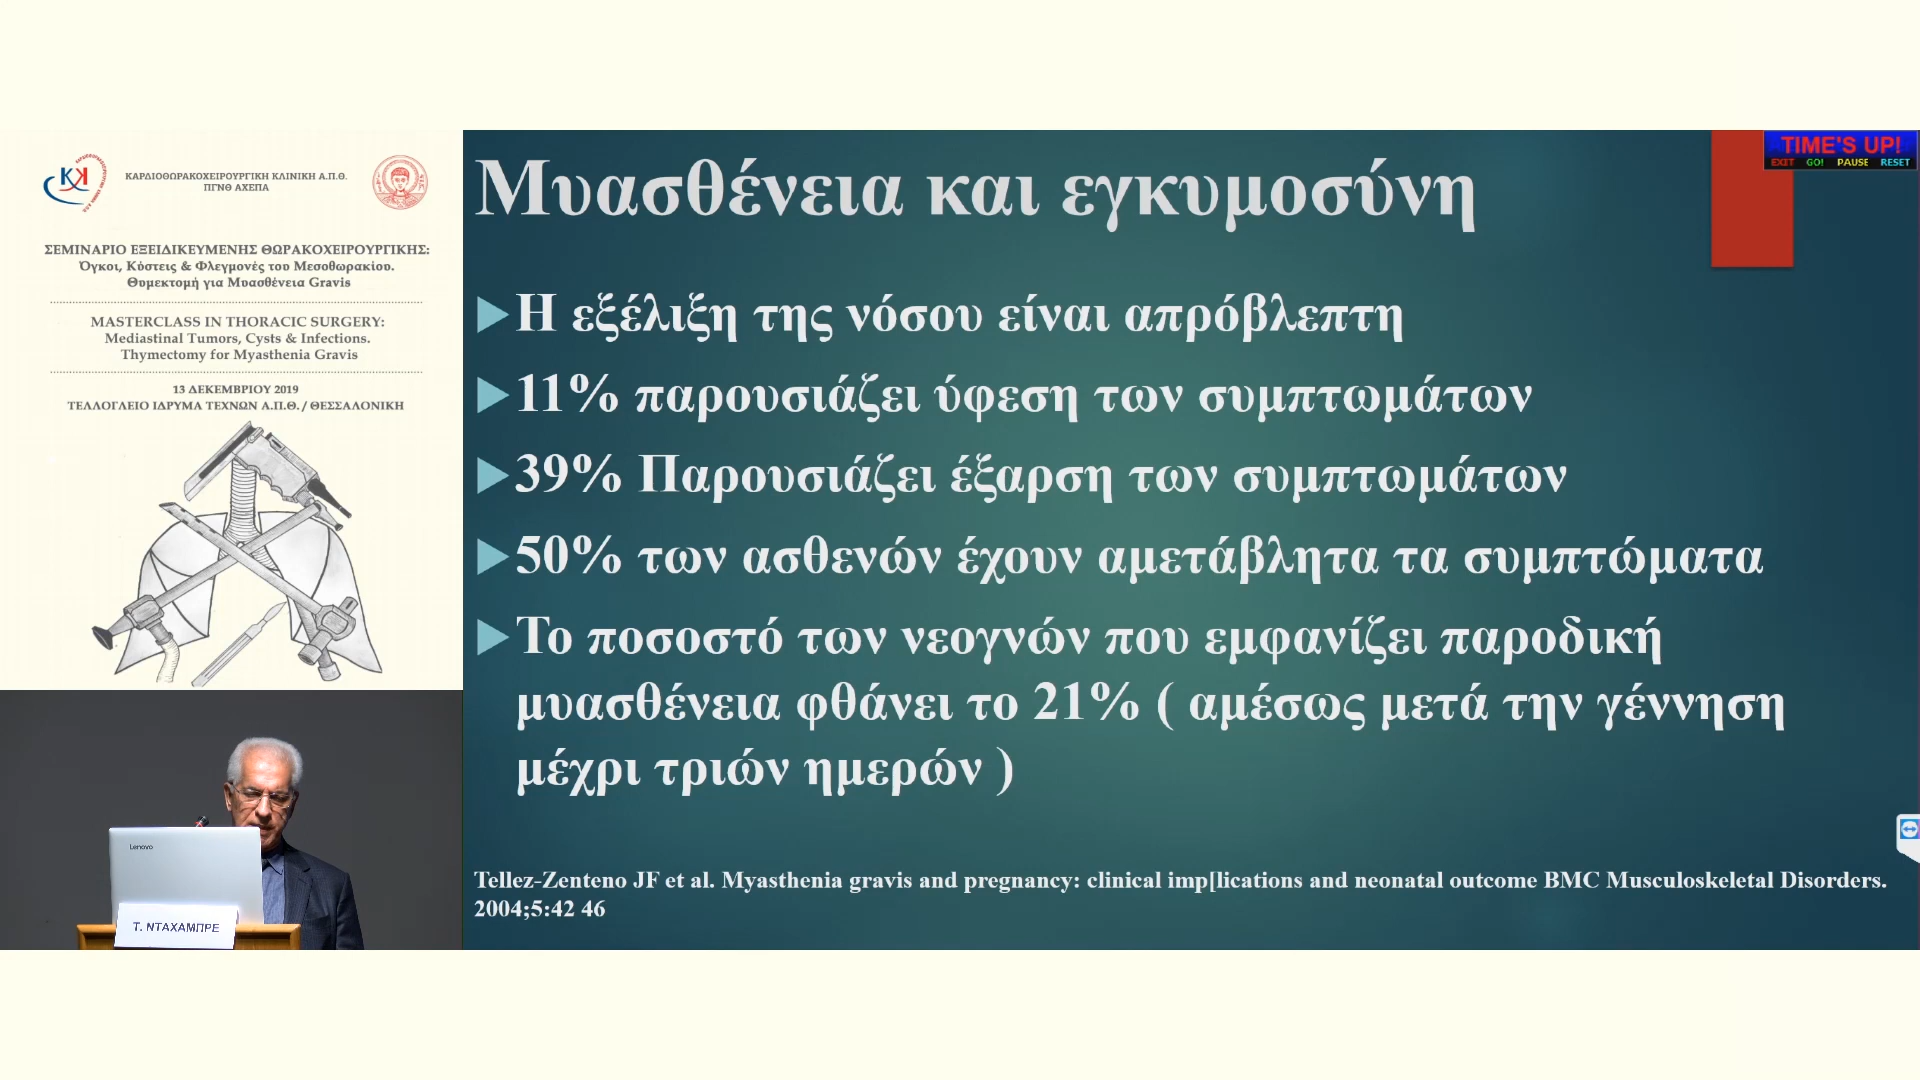 ΚΑΡΔΙΟΘΩΡΑΚΟΧΕΙΡΟΥΡΓΙΚΗ ΚΛΙΝΙΚΗ Α.Π.Θ.
ΠΓΝΘ ΑΧΕΠΑ
ΣΕΜΙΝΑΡΙΟ ΕΞΕΙΔΙΚΕΥΜΕΝΗΣ ΘΩΡΑΚΟΧΕΙΡΟΥΡΓΙΚΗΣ:
Όγκοι, Κύστεις & Φλεγμονές του Μεσοθωρακίου.
Θυμεκτομή για Μυασθένεια Gravis
MASTERCLASS IN THORACIC SURGERY:
Mediastinal Tumors, Cysts & Infections.
Thymectomy for Myasthenia Gravis
13 ΔΕΚΕΜΒΡΙΟΥ 2019
ΤΕΛΛΟΓΛΕΙΟ ΙΔΡΥΜΑ ΤΕΧΝΩΝ Α.Π.Θ. / ΘΕΣΣΑΛΟΝΙΚΗ
Lenovo
Τ. ΝΤΑΧΑΜΠΡΕ
TIME'S UP!
EXIT GO! PAUSE RESET
Μυασθένεια και εγκυμοσύνη
Η εξέλιξη της νόσου είναι απρόβλεπτη
11% παρουσιάζει ύφεση των συμπτωμάτων
39% Παρουσιάζει έξαρση των συμπτωμάτων
50% των ασθενών έχουν αμετάβλητα τα συμπτώματα
Το ποσοστό των νεογνών που εμφανίζει παροδική
μυασθένεια φθάνει το 21% ( αμέσως μετά την γέννηση
μέχρι τριών ημερών )
Tellez-Zenteno JF et al. Myasthenia gravis and pregnancy: clinical imp[lications and neonatal outcome BMC Musculoskeletal Disorders.
2004;5:42 46